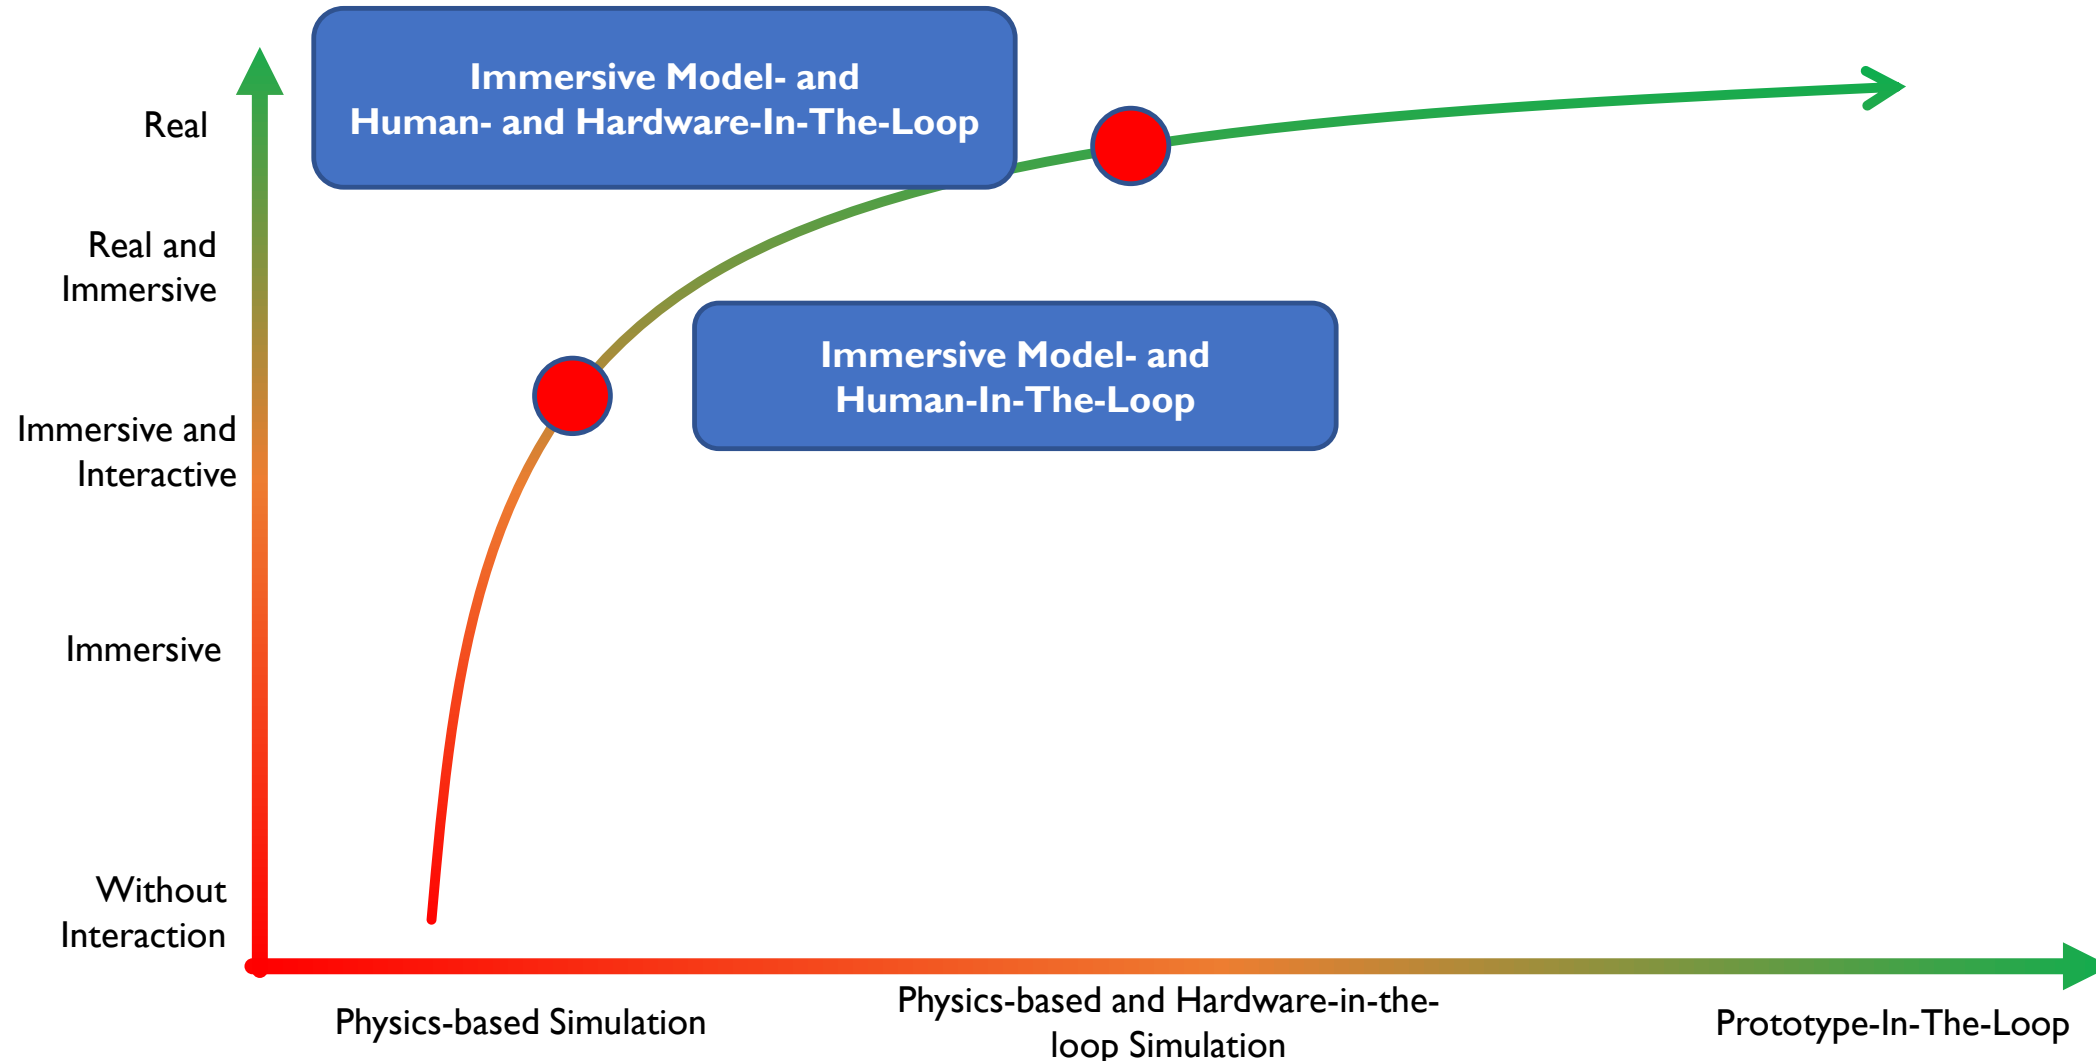 Immersive Model- and
Human- and Hardware-In-The-Loop
Real
Real and
Immersive
Immersive Model- and
Human-In-The-Loop
Immersive and
Interactive
Immersive
Without
Interaction
Physics-based Simulation
Physics-based and Hardware-in-the-
loop Simulation
Prototype-In-The-Loop